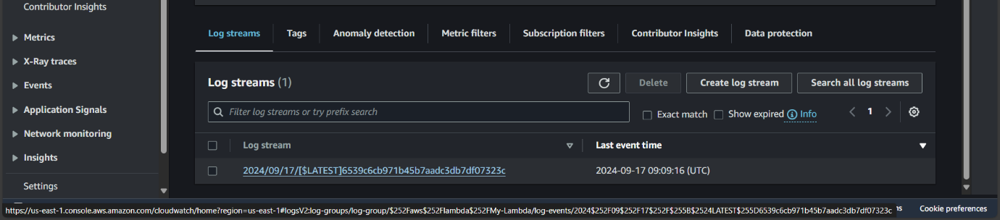 Contributor Insights
Metrics
X-Ray traces
Events
Application Signals
Network monitoring
Insights
Settings
Log streams Tags Anomaly detection Metric filters Subscription filters Contributor Insights Data protection
Log streams (1)
Delete Create log stream Search all log streams
Filter log streams or try prefix search
Exact match Show expired Info 1
Log stream Last event time
2024/09/17/[$LATEST]6539c6cb971b45b7aadc3db7df07323c 2024-09-17 09:09:16 (UTC)
https://us-east-1.console.aws.amazon.com/cloudwatch/home?region=us-east-1#logsV2:log-groups/log-group/$252Faws$252Flambda$252FMy-Lambda/log-events/2024$252F09$252F17$252F$255B$2524LATEST$255D6539c6cb971b45b7aadc3db7df07323c ns Cookie preferences